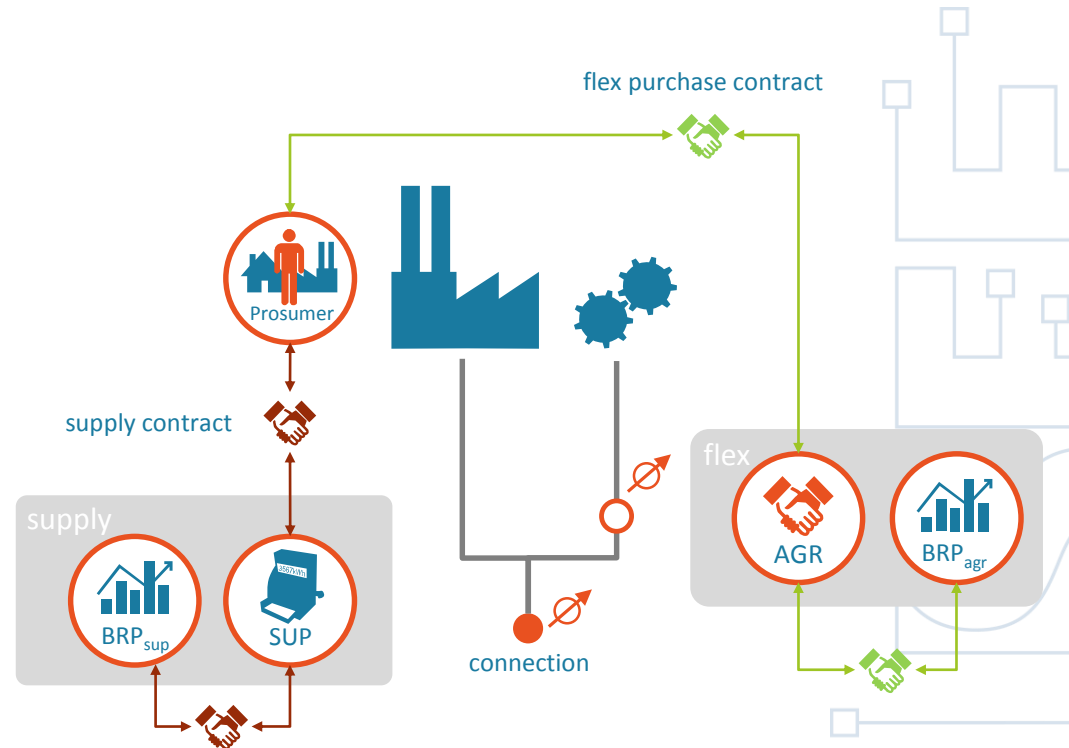 flex purchase contract
Prosumer
supply contract
flex
supply
AGR
BRPagr
BRPsup
SUP
connection